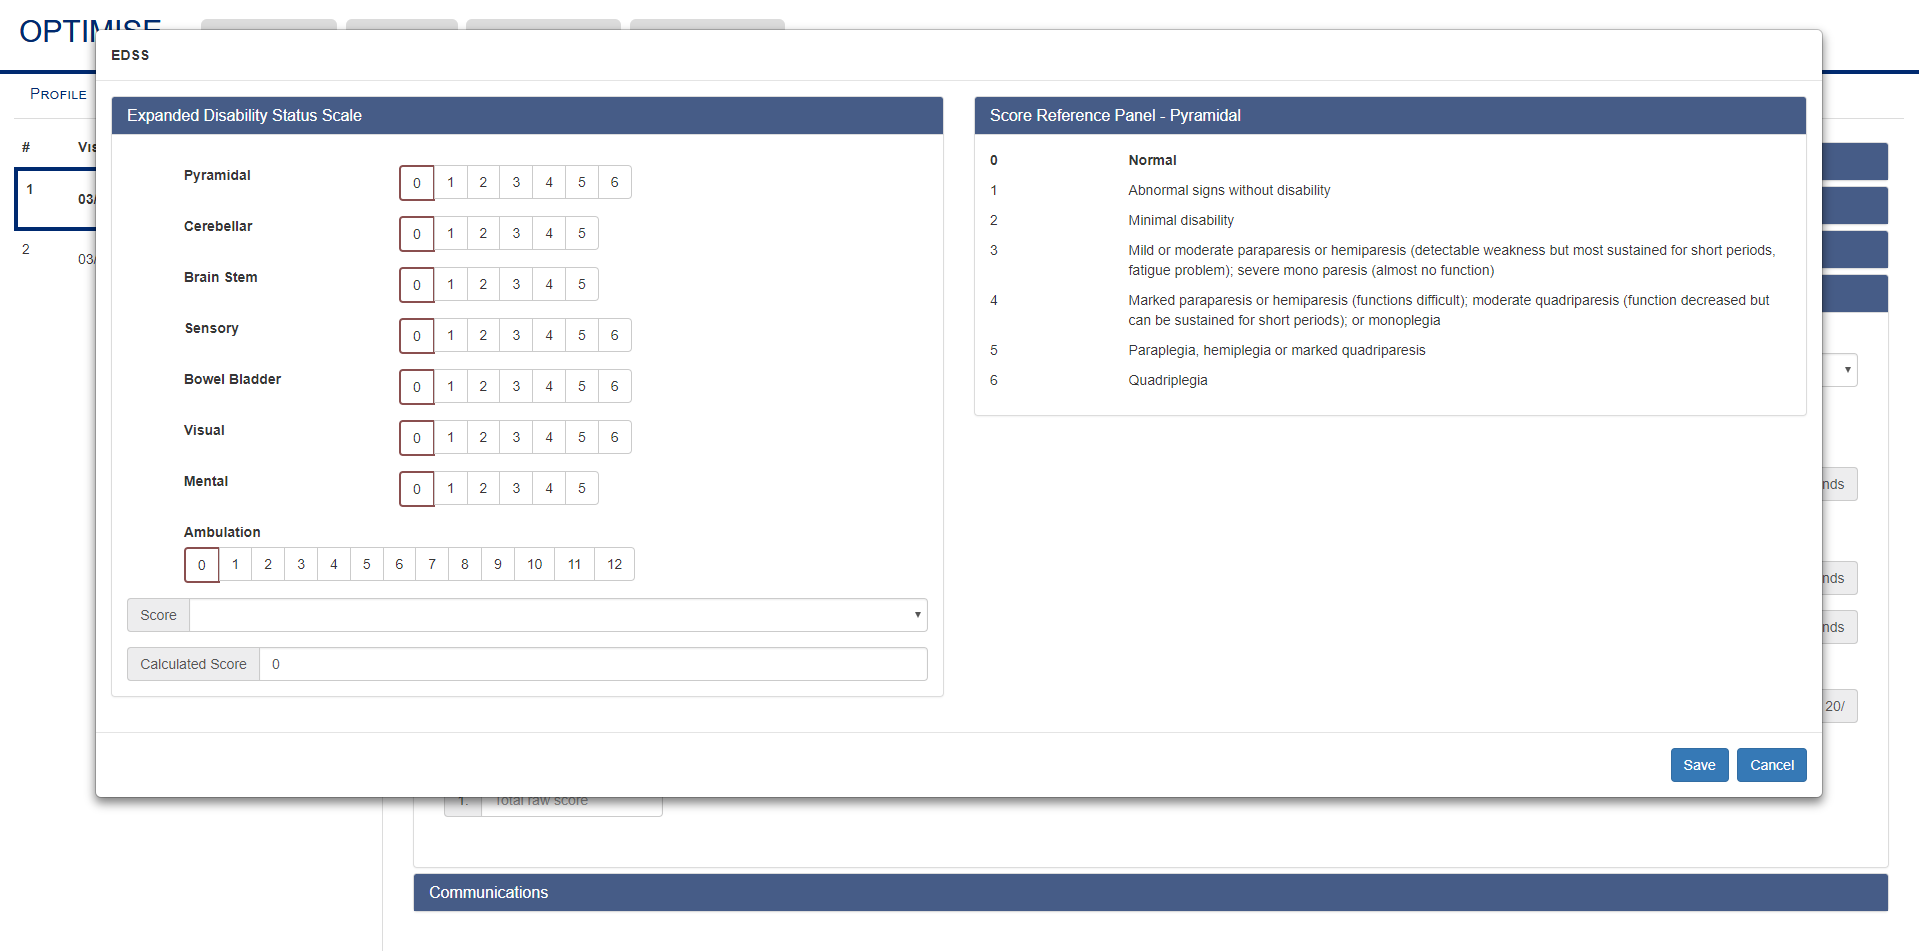 OPTIMISE
EDSS
PROFILE
#
1
2
Expanded Disability Status Scale
Pyramidal 0 1 2 3 4 5 6
Cerebellar 0 1 2 3 4 5
Brain Stem 0 1 2 3 4 5
Sensory 0 1 2 3 4 5 6
Bowel Bladder 0 1 2 3 4 5 6
Visual 0 1 2 3 4 5 6
Mental 0 1 2 3 4 5
Ambulation
0 1 2 3 4 5 6 7 8 9 10 11 12
Score
Calculated Score 0
Score Reference Panel - Pyramidal
0 Normal
1 Abnormal signs without disability
2 Minimal disability
3 Mild or moderate paraparesis or hemiparesis (detectable weakness but most sustained for short periods,
fatigue problem); severe mono paresis (almost no function)
4 Marked paraparesis or hemiparesis (functions difficult); moderate quadriparesis (function decreased but
can be sustained for short periods); or monoplegia
5 Paraplegia, hemiplegia or marked quadriparesis
6 Quadriplegia
nds
nds
nds
20/
Save Cancel
1. Total raw score
Communications